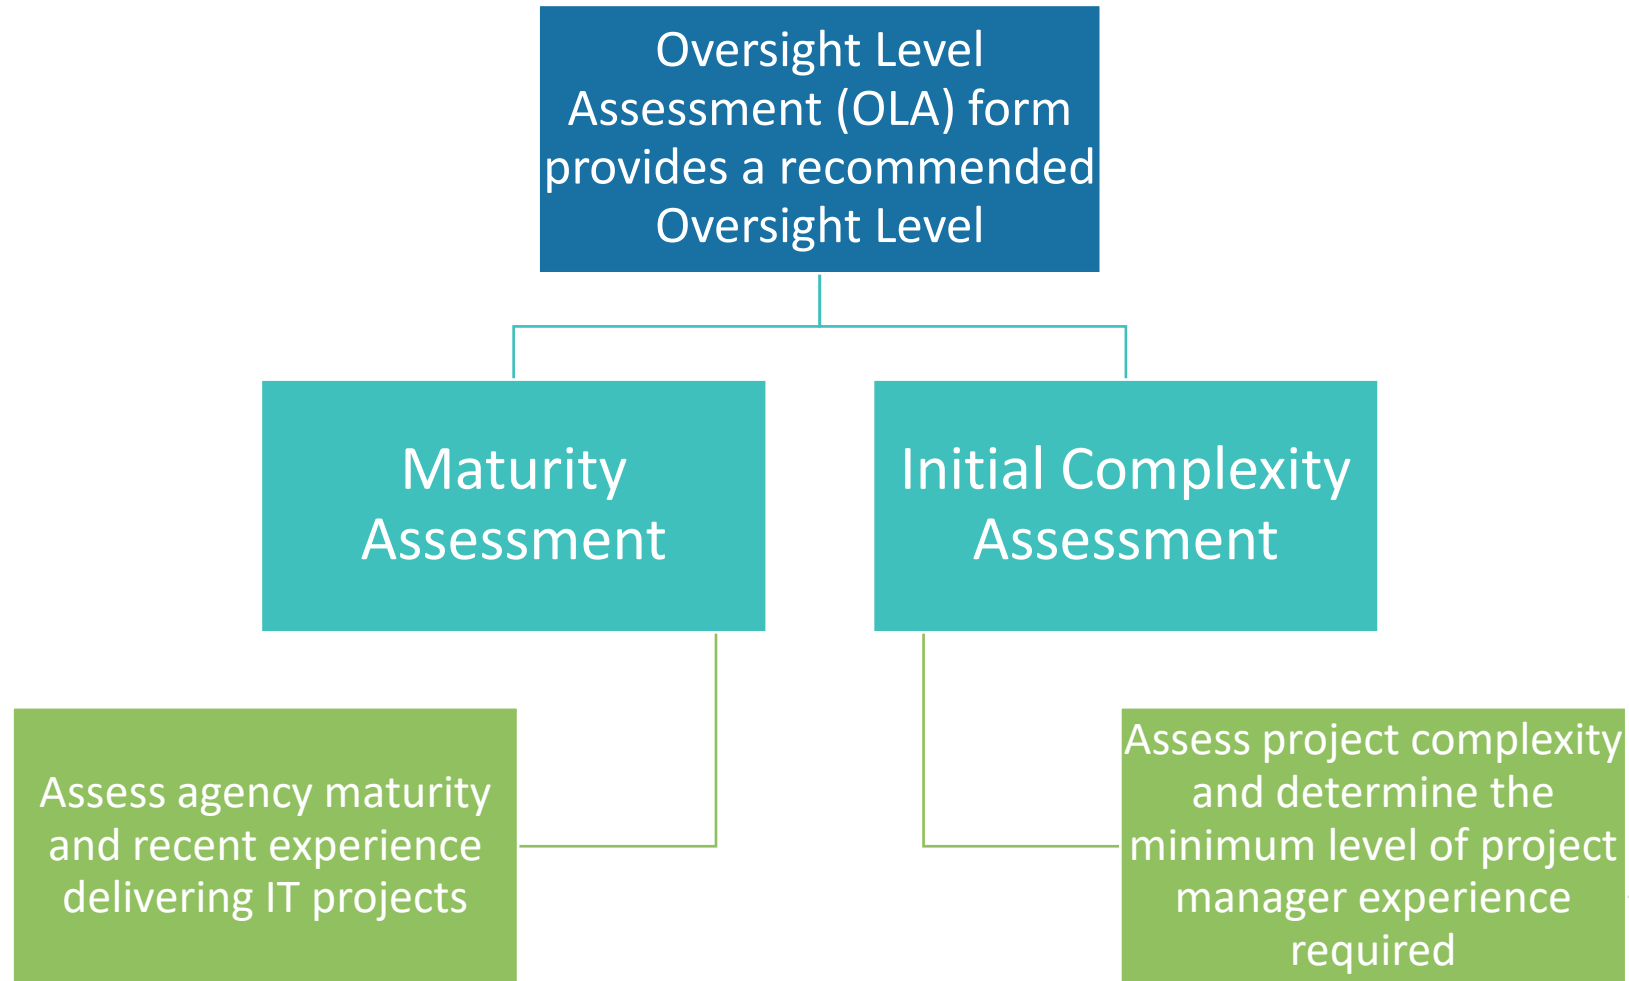 Oversight Level
Assessment (OLA) form
provides a recommended
Oversight Level
Maturity
Assessment
Initial Complexity
Assessment
Assess agency maturity
and recent experience
delivering IT projects
Assess project complexity
and determine the
minimum level of project
manager experience
required